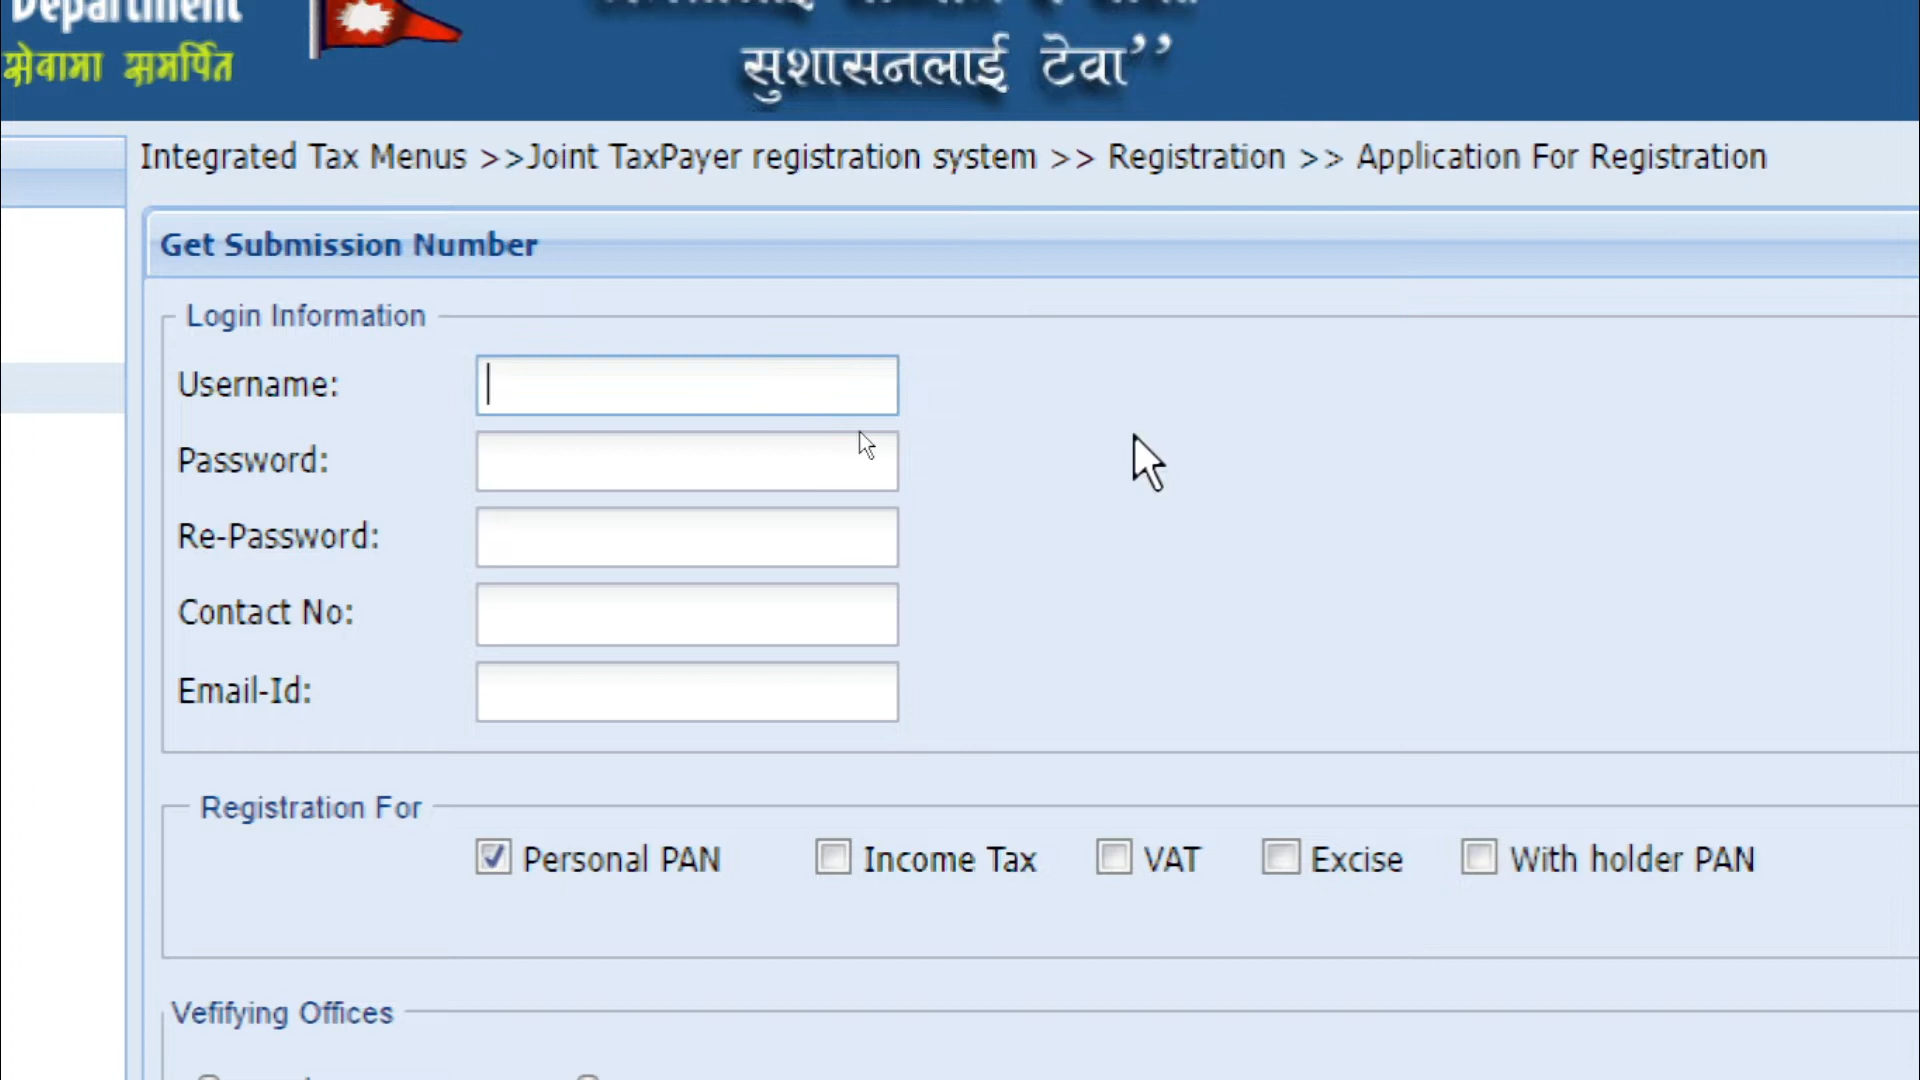 Department
सेवामा समर्पित
सुशासनलाई टेवा’’
Integrated Tax Menus >>Joint TaxPayer registration system >> Registration >> Application For Registration
Get Submission Number
Login Information
Username:
Password:
Re-Password:
Contact No:
Email-Id:
Registration For
Personal PAN Income Tax VAT Excise With holder PAN
Vefifying Offices